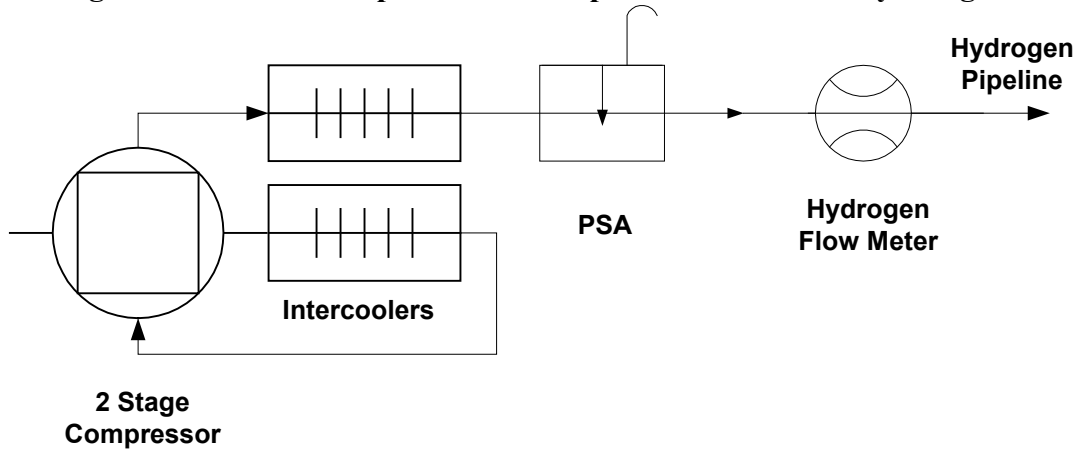 Hydrogen
Pipeline
PSA
Hydrogen
Flow Meter
Intercoolers
2 Stage
Compressor